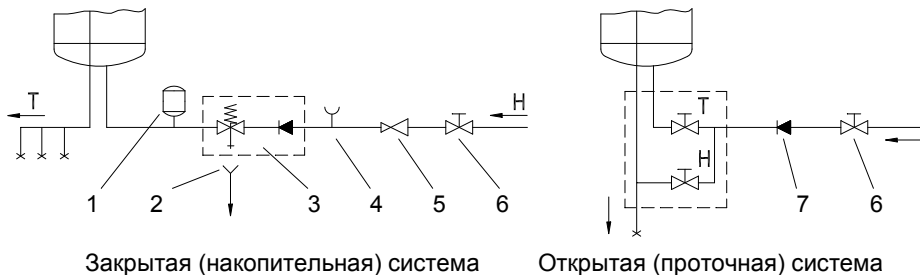 T
H
T
H
1 2 3 4 5 6 7 6
Закрытая (накопительная) система
Открытая (проточная) система